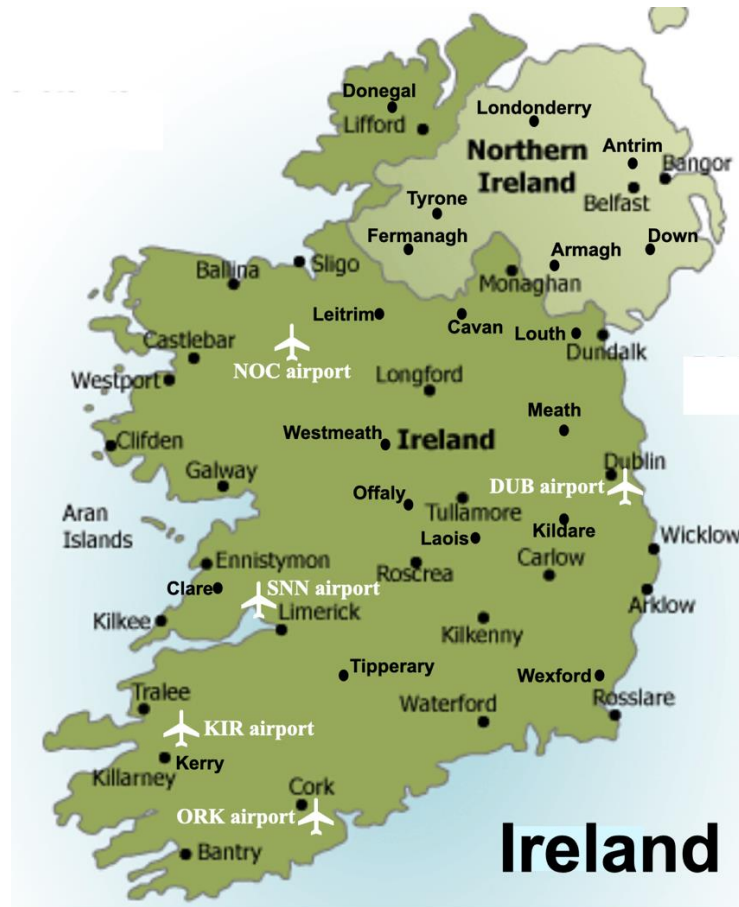 Donegal
Lifford
Londonderry
Northern
Ireland
Antrim
Bangor
Belfast
Tyrone
Fermanagh
Armagh
Down
Monaghan
Sligo
Ballina
Leitrim
Cavan
Louth
Dundalk
Castlebar
NOC airport
Westport
Longford
Meath
Clifden
Westmeath
Ireland
Galway
Dublin
DUB airport
Offaly
Tullamore
Aran
Islands
Kildare
Laois
Wicklow
Ennistymon
Roscrea
Carlow
Clare
SNN airport
Arklow
Kilkee
Limerick
Kilkenny
Tipperary
Wexford
Tralee
Waterford
Rosslare
KIR airport
Killarney
Kerry
Cork
ORK airport
Bantry
Ireland